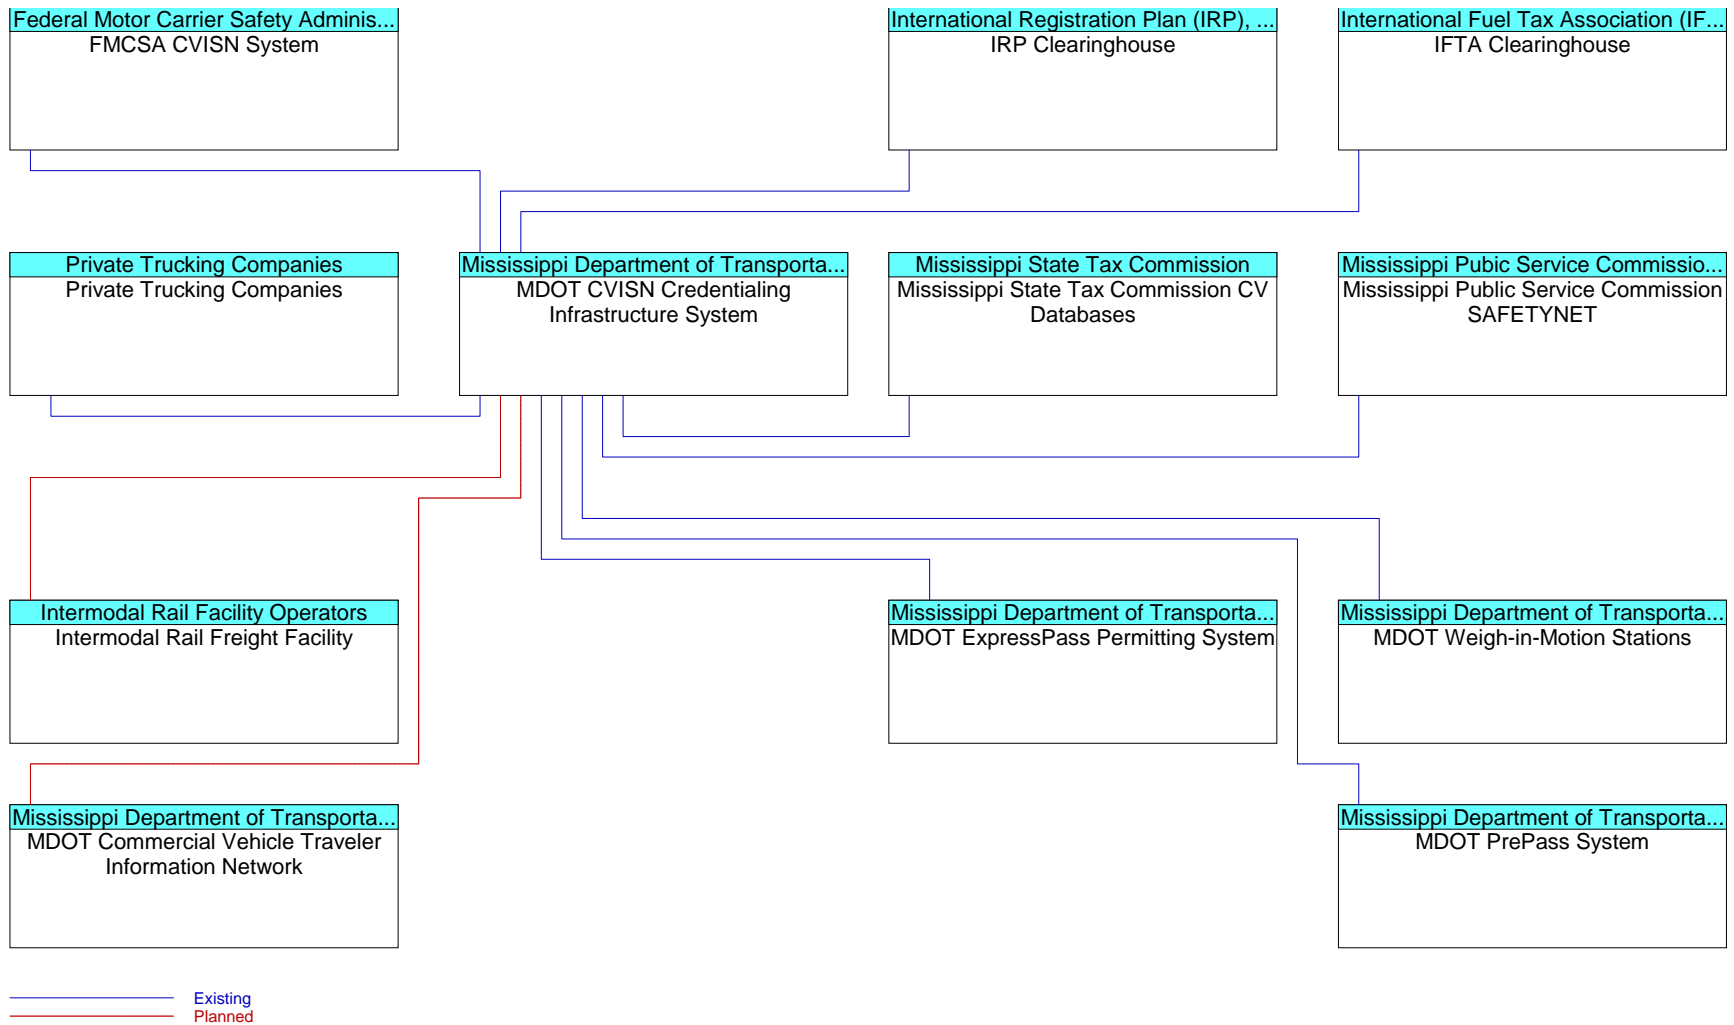 Federal Motor Carrier Safety Adminis...
FMCSA CVISN System
International Registration Plan (IRP), ...
IRP Clearinghouse
International Fuel Tax Association (IF...
IFTA Clearinghouse
Private Trucking Companies
Private Trucking Companies
Mississippi Department of Transporta...
MDOT CVISN Credentialing
Infrastructure System
Mississippi State Tax Commission
Mississippi State Tax Commission CV
Databases
Mississippi Pubic Service Commissio...
Mississippi Public Service Commission
SAFETYNET
Intermodal Rail Facility Operators
Intermodal Rail Freight Facility
Mississippi Department of Transporta...
MDOT ExpressPass Permitting System
Mississippi Department of Transporta...
MDOT Weigh-in-Motion Stations
Mississippi Department of Transporta...
MDOT Commercial Vehicle Traveler
Information Network
Mississippi Department of Transporta...
MDOT PrePass System
Existing
Planned